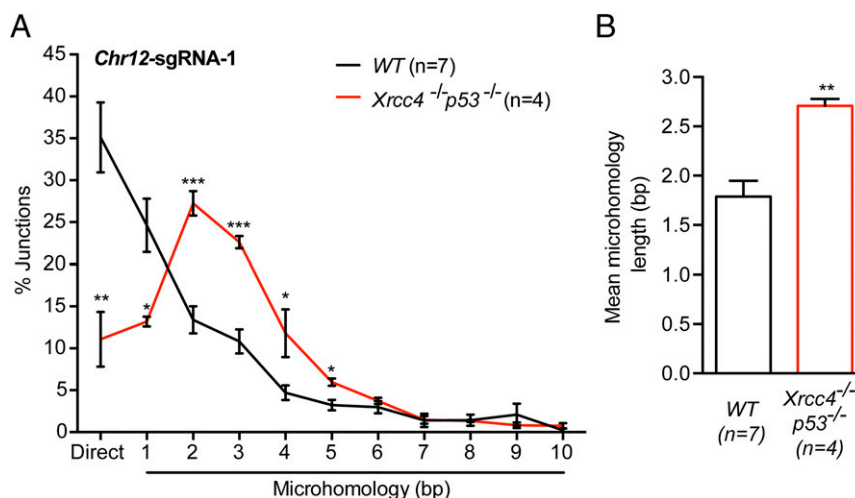 A
Chr12-sgRNA-1
WT (n=7)
Xrcc4 -/- p53 -/- (n=4)
% Junctions
45
40
35
30
25
20
15
10
5
0
**
*
***
***
*
*
Direct 1 2 3 4 5 6 7 8 9 10
Microhomology (bp)
B
Mean microhomology
length (bp)
3.0
2.5
2.0
1.5
1.0
0.5
0.0
**
WT
(n=7)
Xrcc4-/-
p53-/-
(n=4)